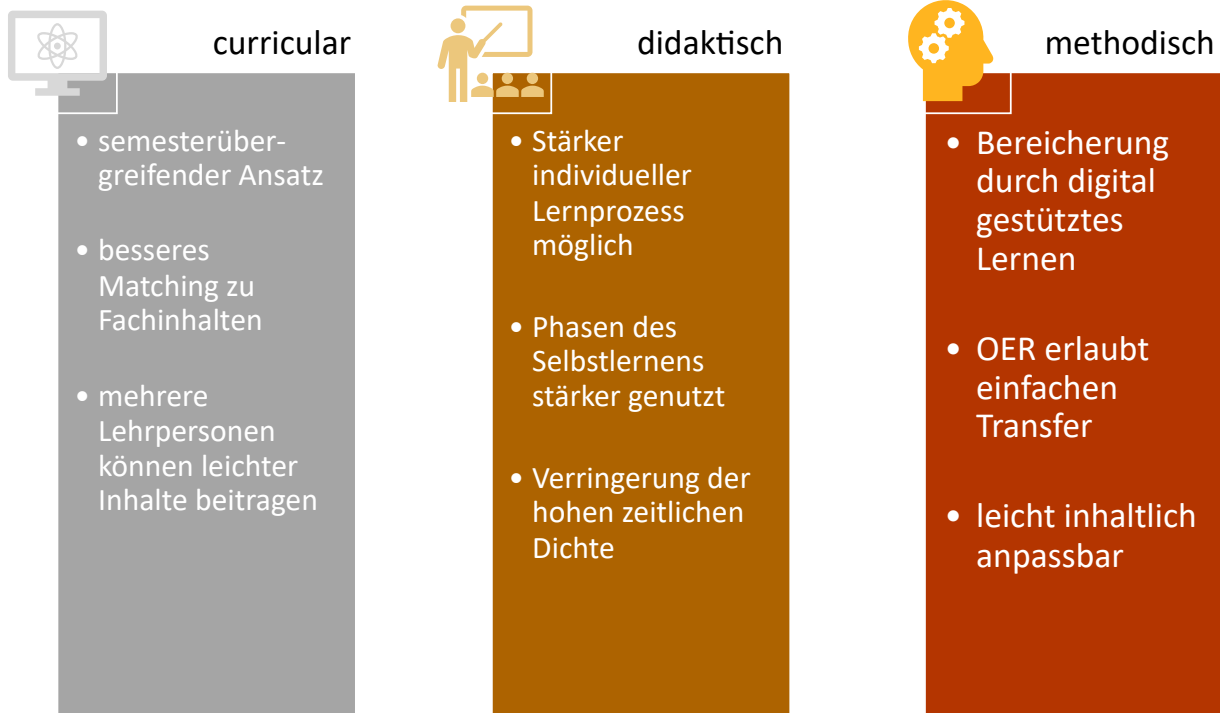 curricular
• semesterüber-
greifender Ansatz
• besseres
Matching zu
Fachinhalten
• mehrere
Lehrpersonen
können leichter
Inhalte beitragen
didaktisch
• Stärker
individueller
Lernprozess
möglich
• Phasen des
Selbstlernens
stärker genutzt
• Verringerung der
hohen zeitlichen
Dichte
methodisch
• Bereicherung
durch digital
gestütztes
Lernen
• OER erlaubt
einfachen
Transfer
• leicht inhaltlich
anpassbar